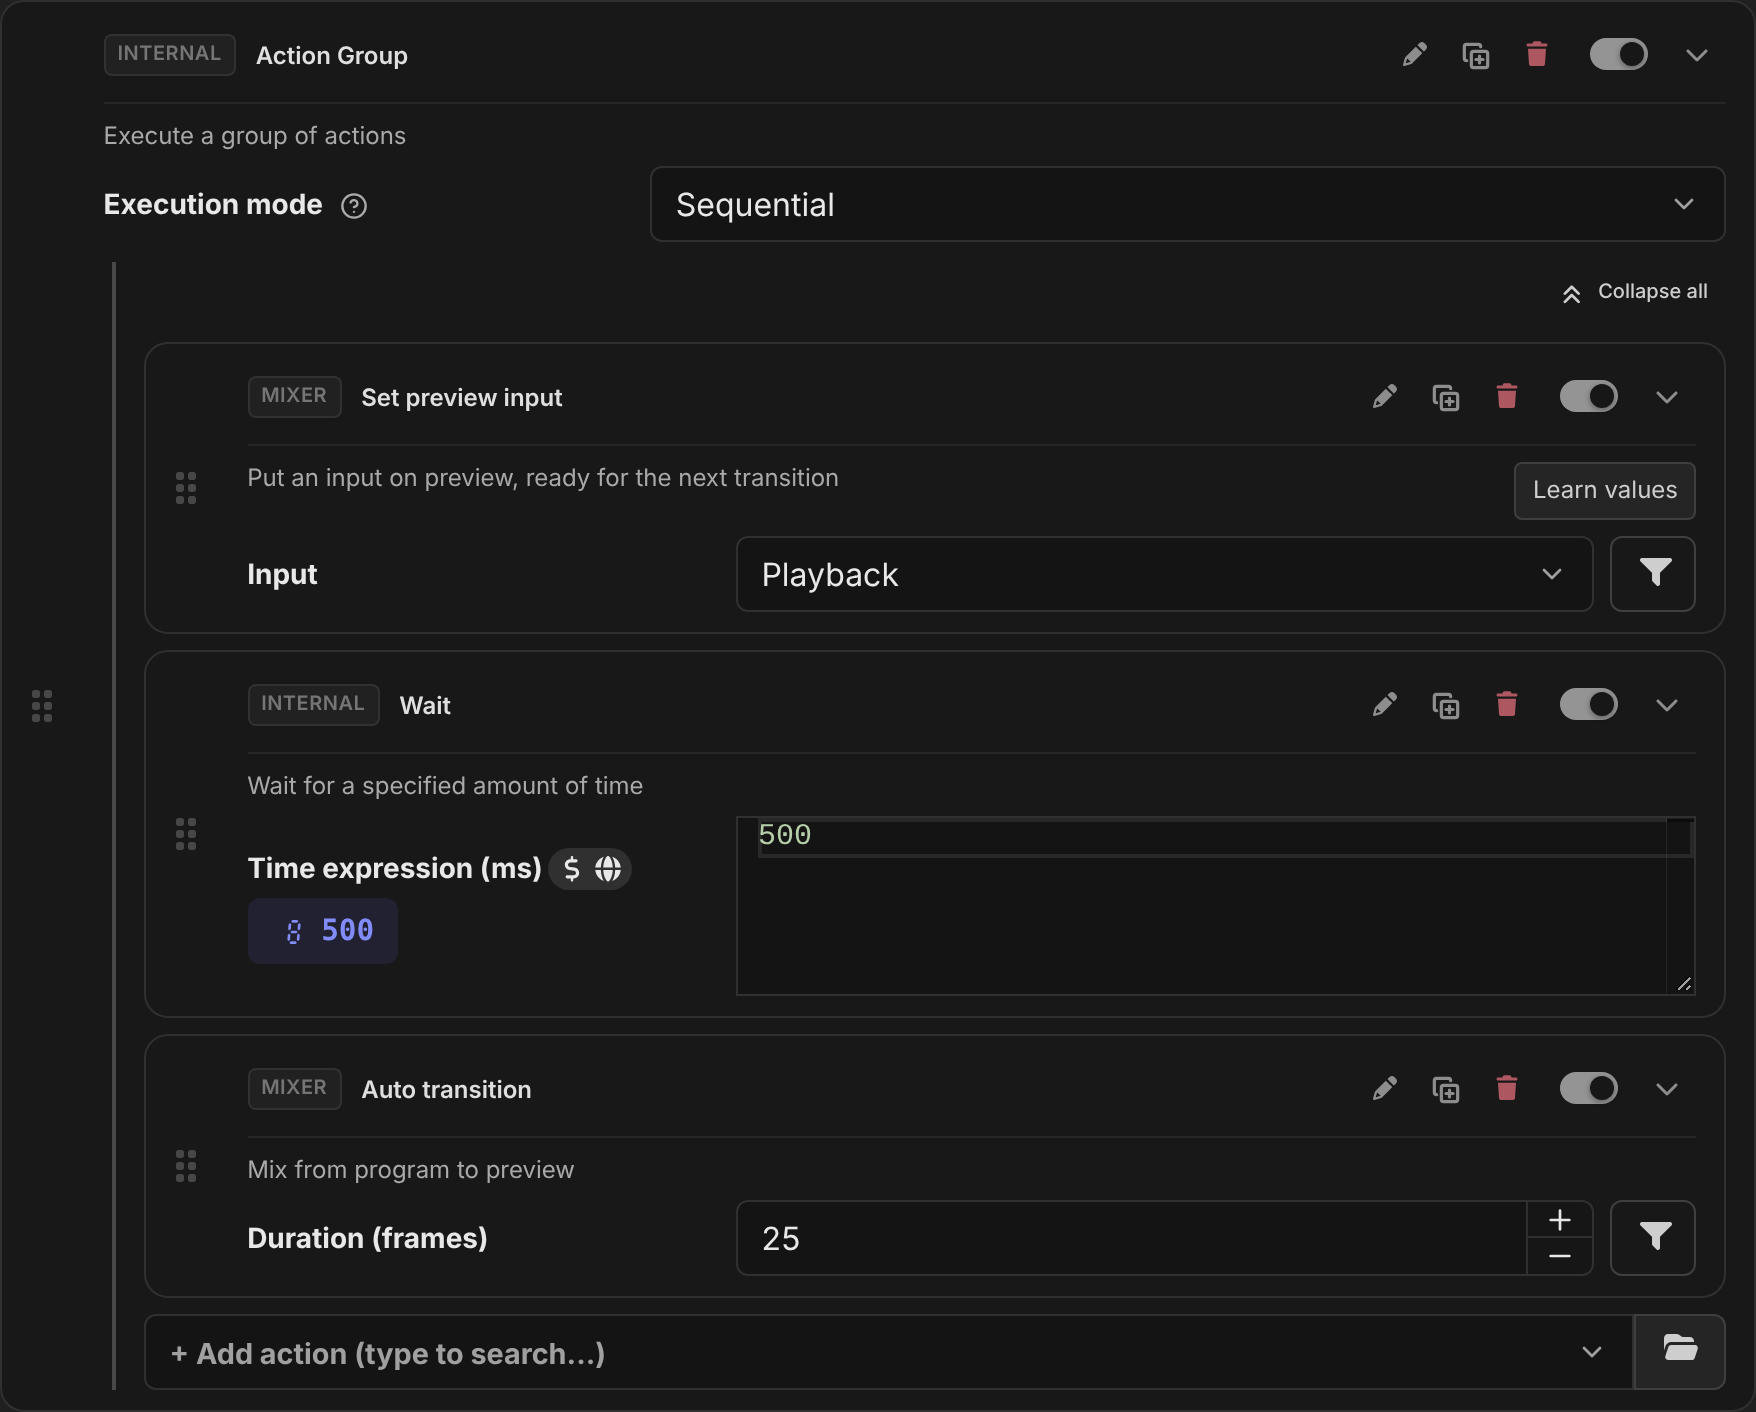 INTERNAL Action Group
Execute a group of actions
Execution mode Sequential
Collapse all
MIXER Set preview input
Put an input on preview, ready for the next transition
Learn values
Input Playback
INTERNAL Wait
Wait for a specified amount of time
500
Time expression (ms) $
500
MIXER Auto transition
Mix from program to preview
Duration (frames) 25
+ Add action (type to search...)